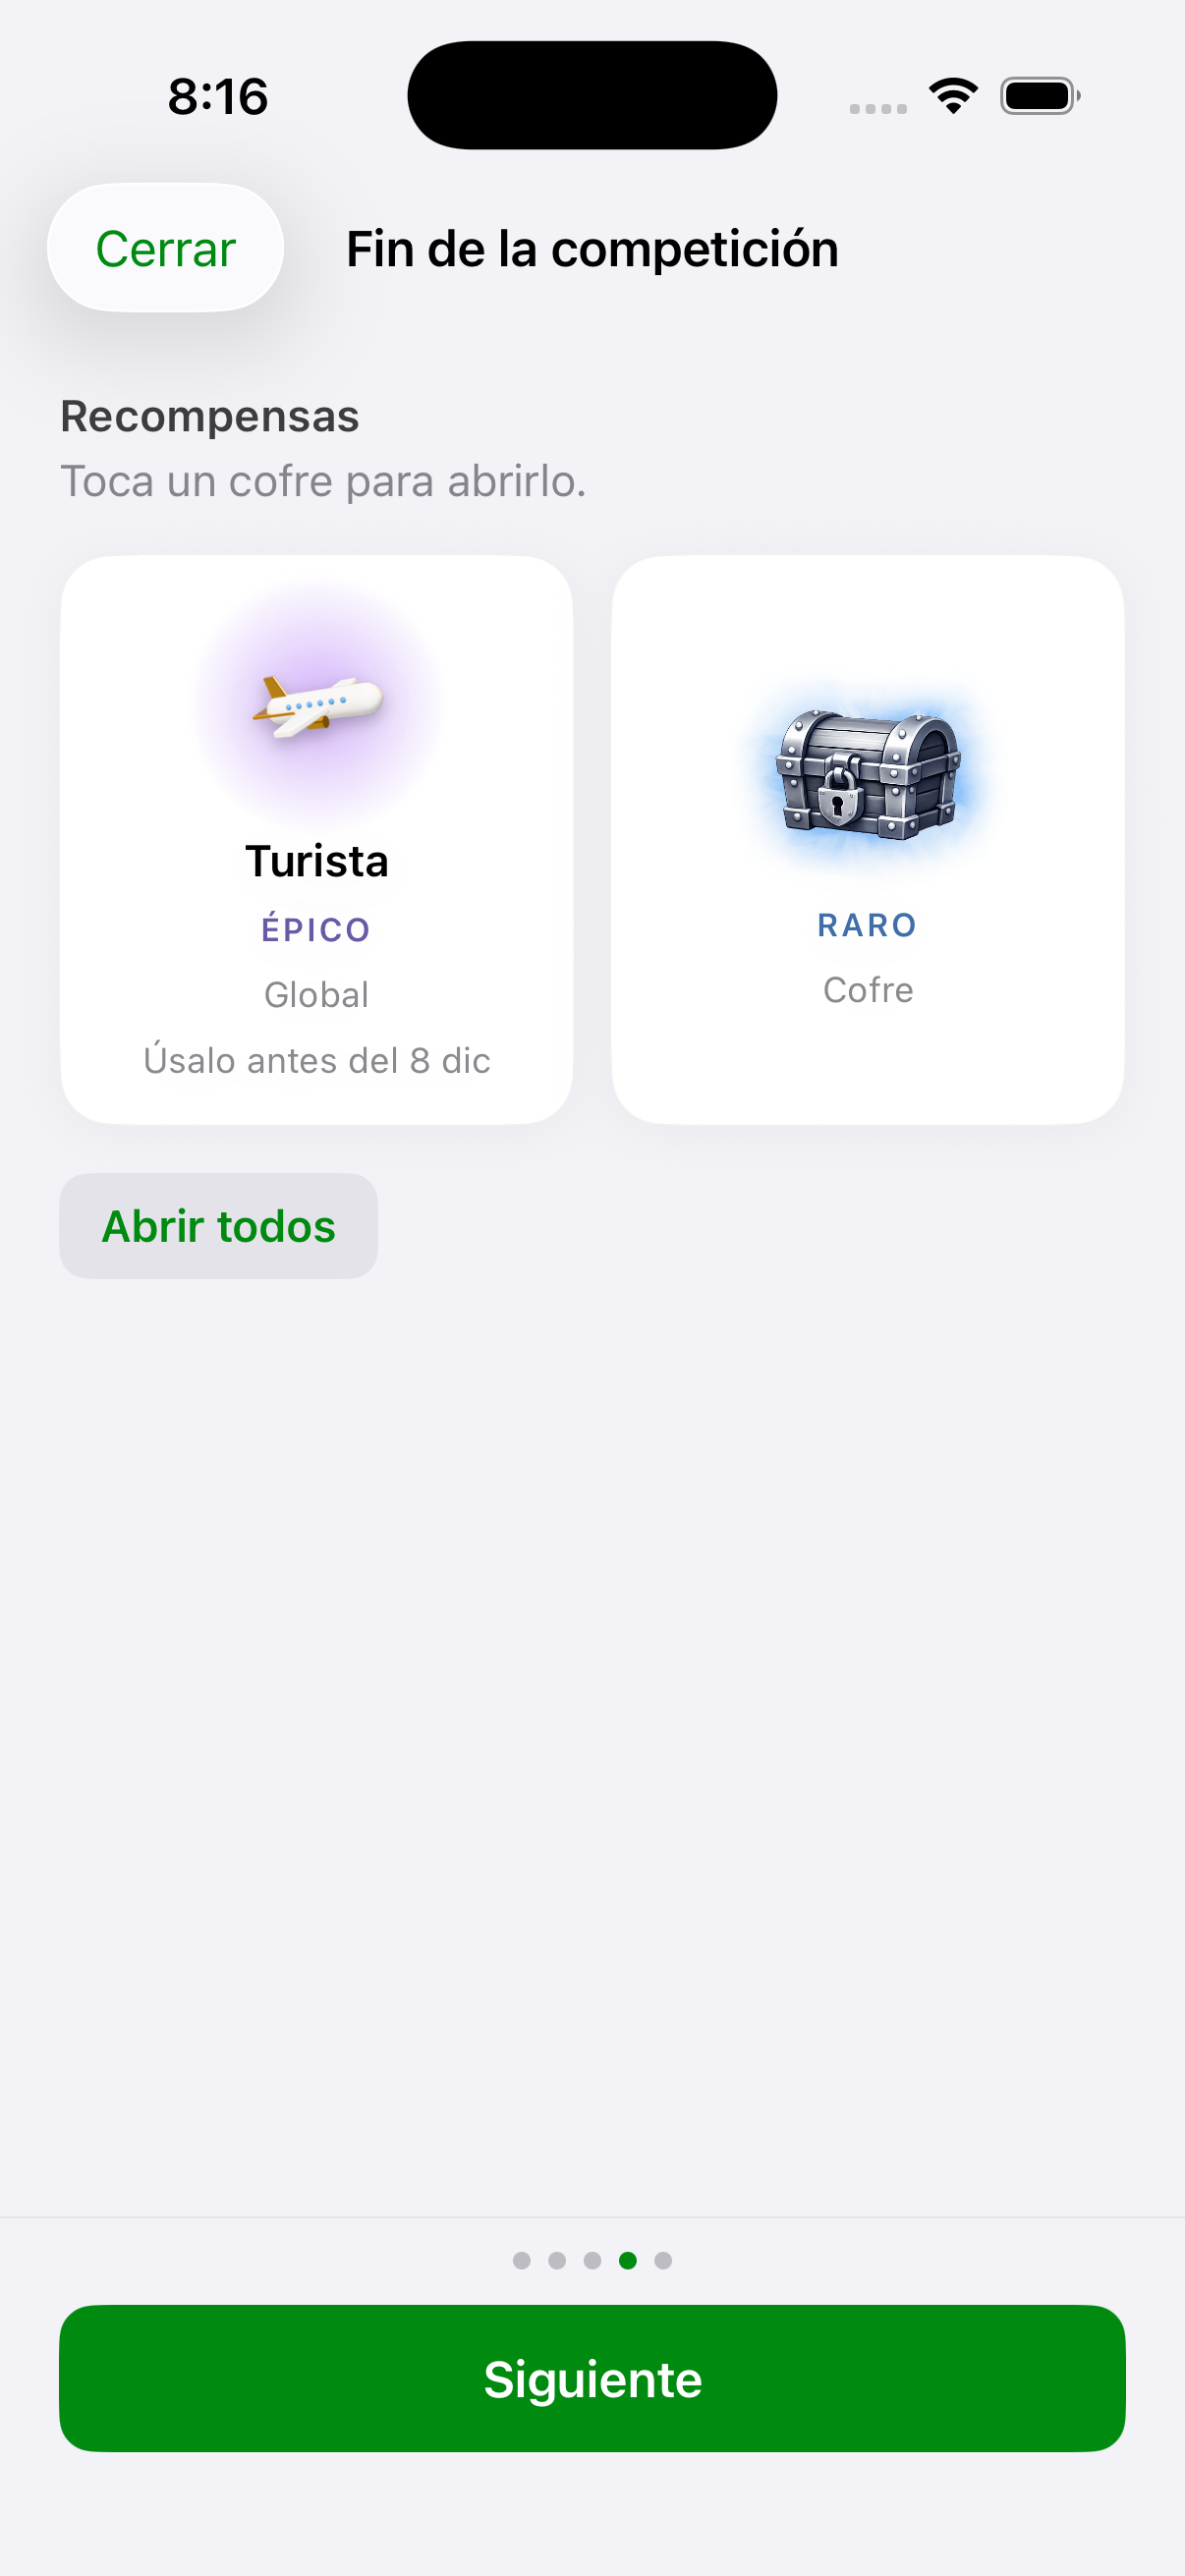 8:16
Cerrar
Fin de la competición
Recompensas
Toca un cofre para abrirlo.
Turista
ÉPICO
Global
Úsalo antes del 8 dic
RARO
Cofre
Abrir todos
Siguiente